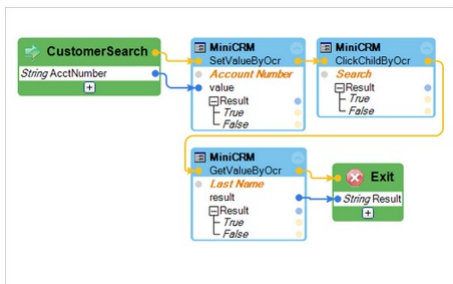 CustomerSearch
String AcctNumber
MiniCRM
SetValueByOcr
Account Number
value
Result
True
False
MiniCRM
ClickChildByOcr
Search
Result
True
False
MiniCRM
GetValueByOcr
Last Name
result
Result
True
False
Exit
String Result